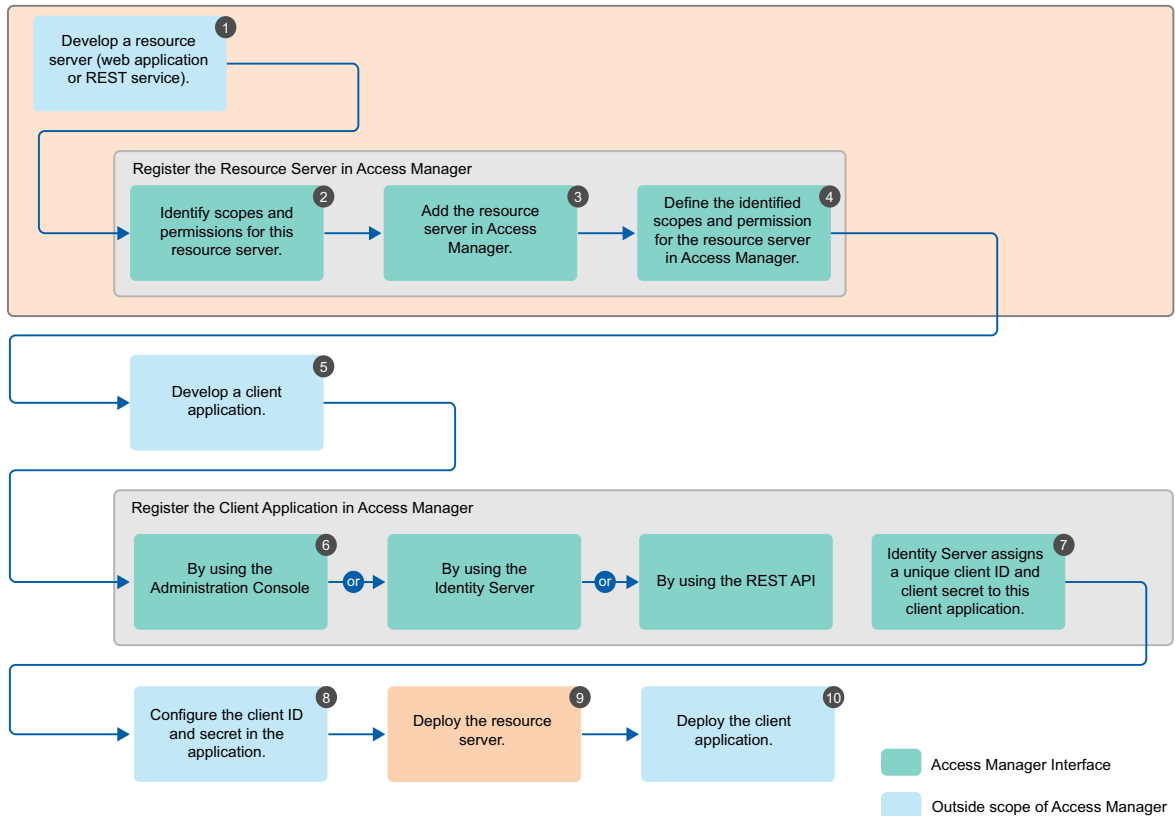 1
Develop a resource
server (web application
or REST service).
Register the Resource Server in Access Manager
2
Identify scopes and
permissions for this
resource server.
3
Add the resource
server in Access
Manager.
4
Define the identified
scopes and permission
for the resource server
in Access Manager.
5
Develop a client
application.
Register the Client Application in Access Manager
6
By using the
Administration Console
or
By using the
Identity Server
or
By using the REST API
7
Identity Server assigns
a unique client ID and
client secret to this
client application.
8
Configure the client ID
and secret in the
application.
9
Deploy the resource
server.
10
Deploy the client
application.
Access Manager Interface
Outside scope of Access Manager